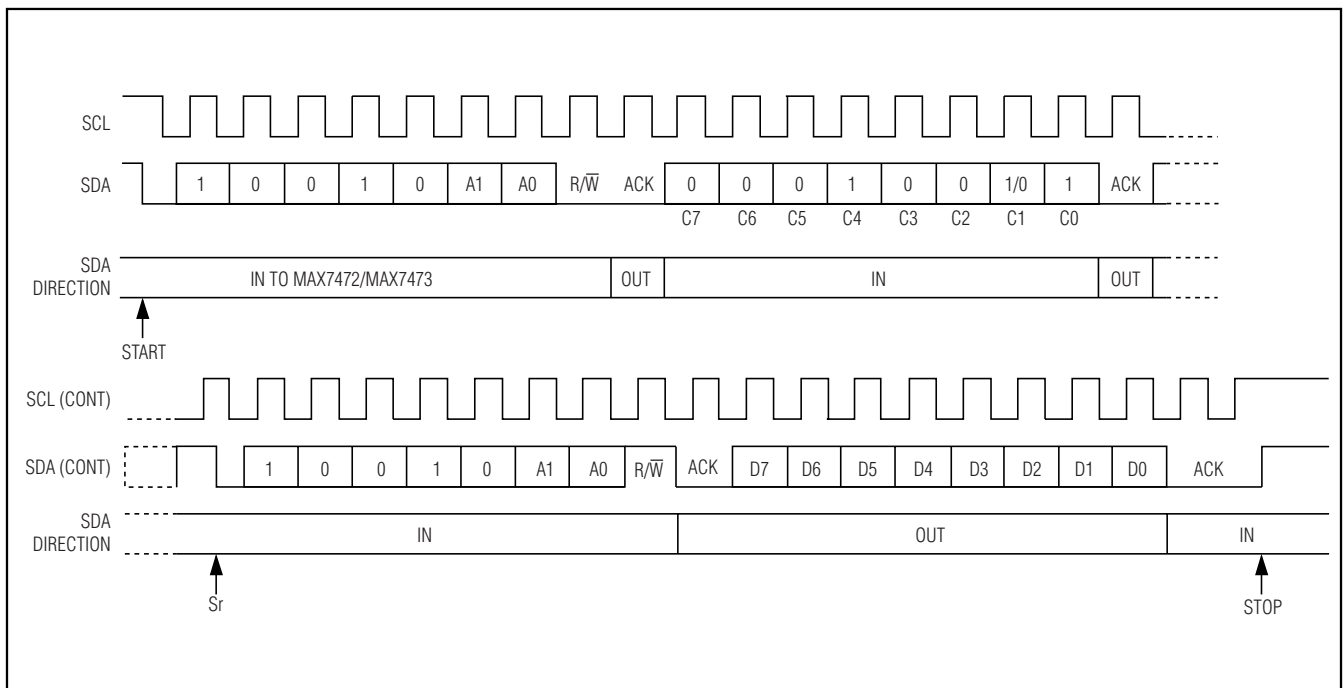 SCL
SDA 1 0 0 1 0 A1 A0 R/W̅ ACK 0 0 0 1 0 0 1/0 1 ACK
C7 C6 C5 C4 C3 C2 C1 C0
SDA
DIRECTION
IN TO MAX7472/MAX7473 OUT IN OUT
START
SCL (CONT)
SDA (CONT) 1 0 0 1 0 A1 A0 R/W̅ ACK D7 D6 D5 D4 D3 D2 D1 D0 ACK
SDA
DIRECTION
IN OUT IN
Sr STOP